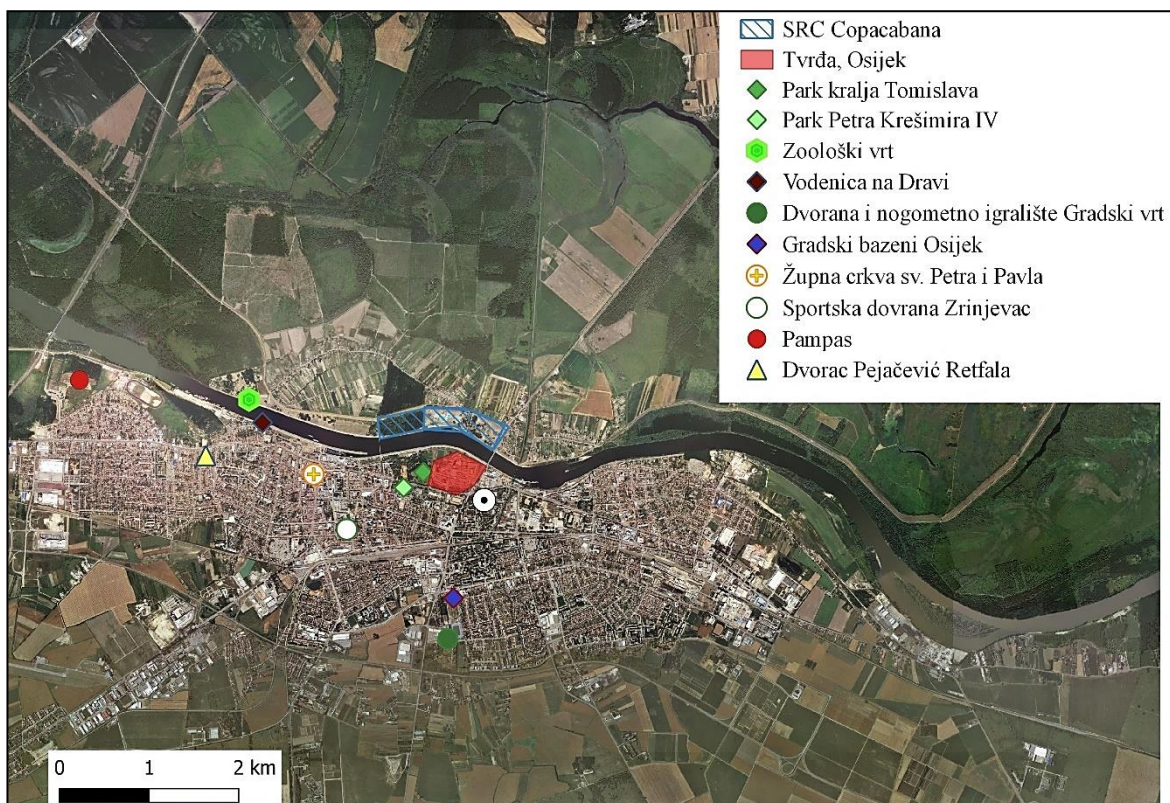 SRC Copacabana
Tvrđa, Osijek
Park kralja Tomislava
Park Petra Krešimira IV
Zoološki vrt
Vodenica na Dravi
Dvorana i nogometno igralište Gradski vrt
Gradski bazeni Osijek
Župna crkva sv. Petra i Pavla
Sportska dovrana Zrinjevac
Pampas
Dvorac Pejačević Retfala
0 1 2 km